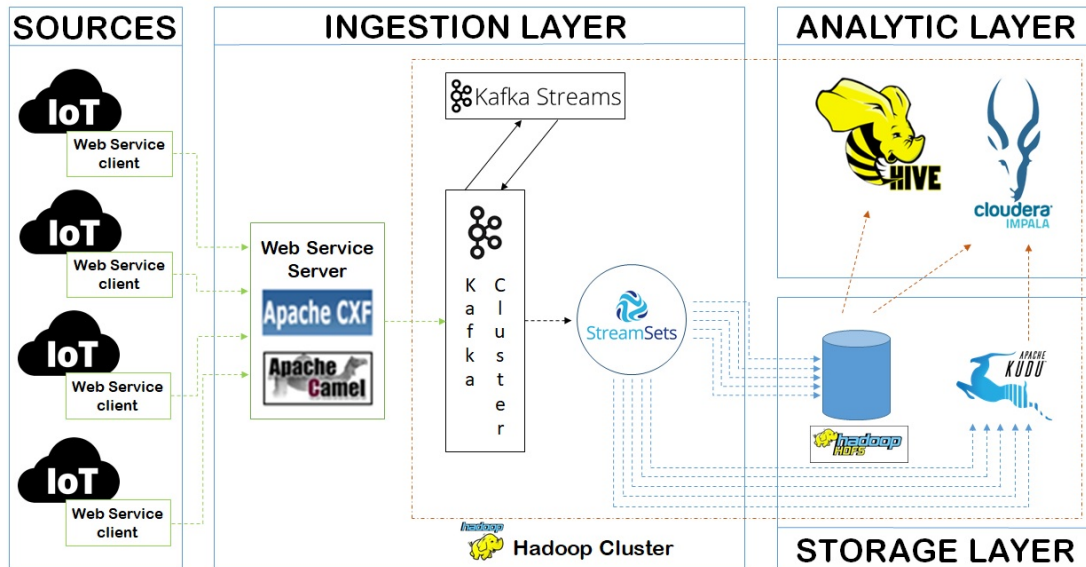 SOURCES
IoT
Web Service
client
IoT
Web Service
client
IoT
Web Service
client
IoT
Web Service
client
INGESTION LAYER
Kafka Streams
Web Service
Server
Apache CXF
Apache
Camel
Kafka
Cluster
StreamSets
hadoop
Hadoop Cluster
ANALYTIC LAYER
HIVE
cloudera
IMPALA
APACHE
KUDU
hadoop
HDFS
STORAGE LAYER